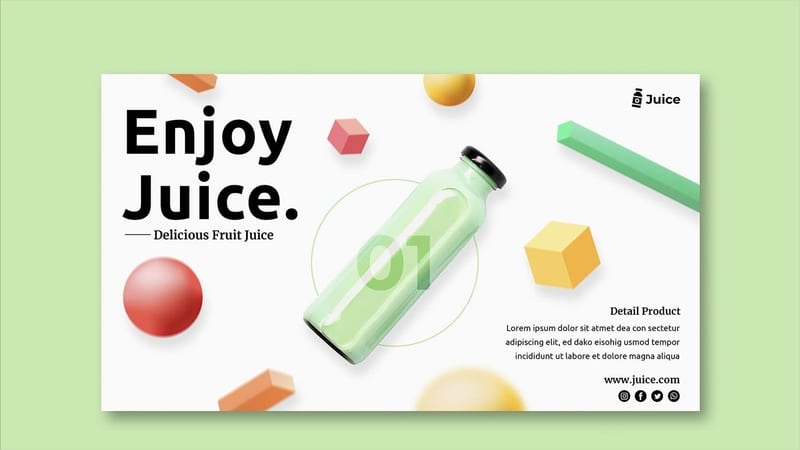 Enjoy
Juice.
Delicious Fruit Juice
Juice
01
Detail Product
Lorem ipsum dolor sit atmet dea con sectetur
adipiscing elit, ed dako eisohig usmod tempor
incididunt ut labore et dolore magna aliqua
www.juice.com